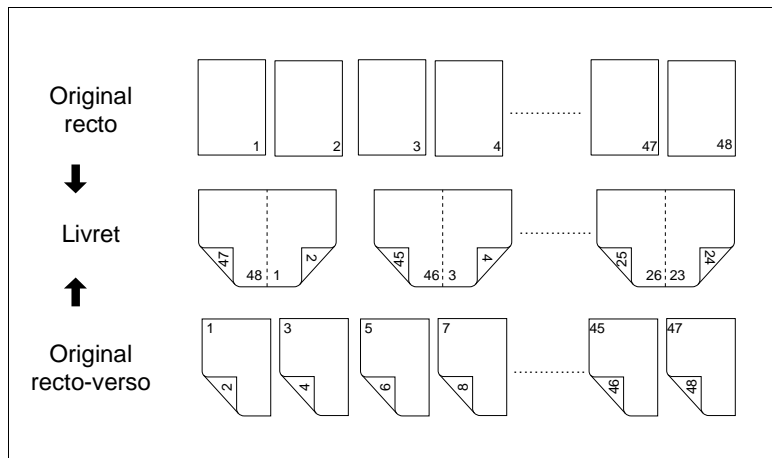 Original
recto
1 2 3 4 47 48
Livret
47 48 1 2 45 46 3 4 25 26 23 24
Original
recto-verso
1 2 3 4 5 6 7 8 45 46 47 48